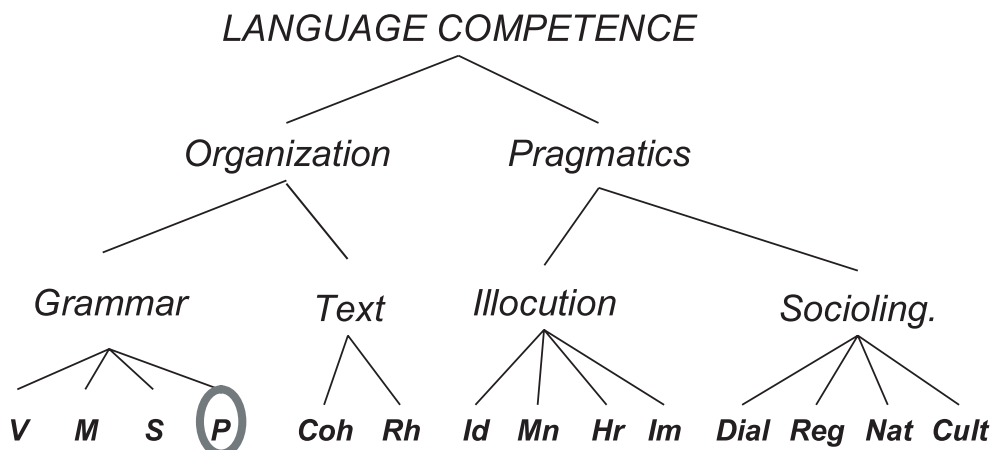 LANGUAGE COMPETENCE
Organization Pragmatics
Grammar Text Illocution Socioling.
V M S P Coh Rh Id Mn Hr Im Dial Reg Nat Cult